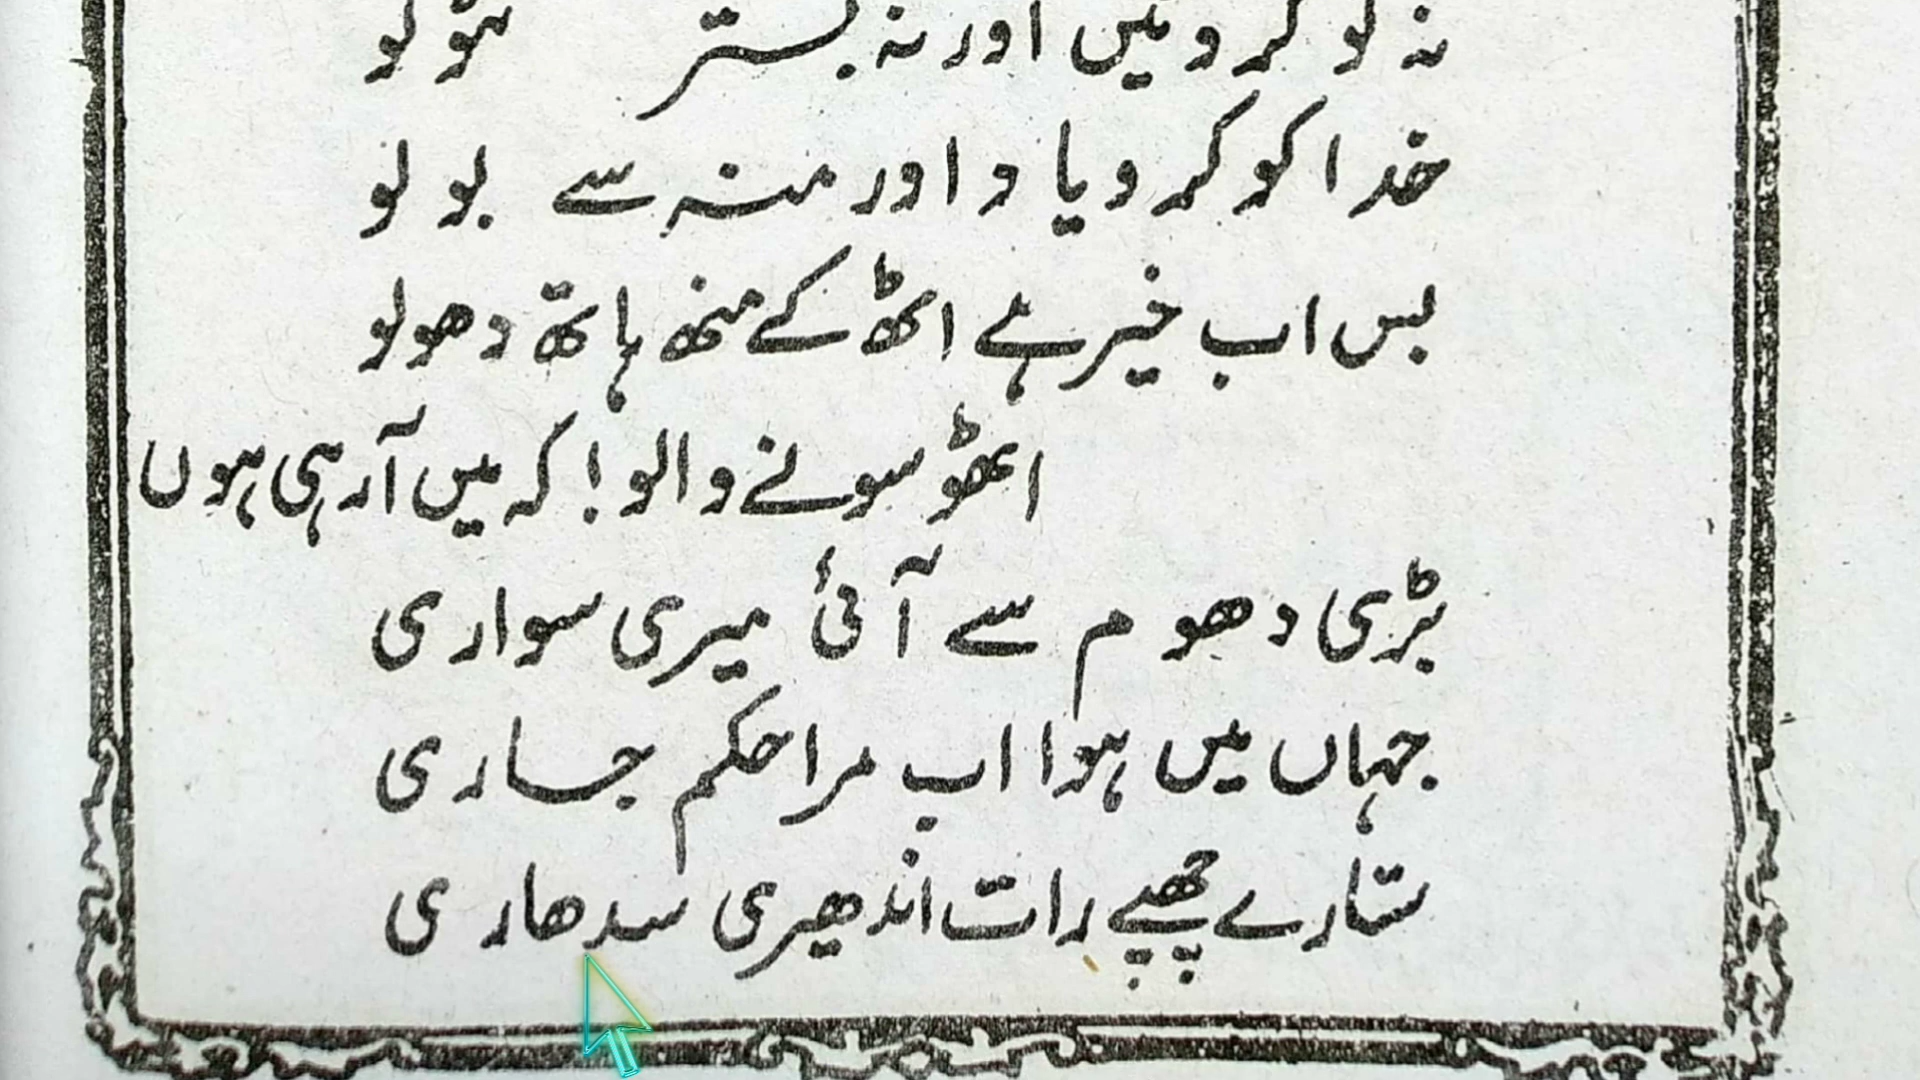 نہ لو کروٹیں اور نہ بستر ٹٹولو
خدا کو کرو یاد اور منہ سے بولو
بس اب خیر ہے اٹھ کے منھ ہاتھ دھولو
اٹھو سونے والو! کہ میں آرہی ہوں
بڑی دھوم سے آئی میری سواری
جہاں میں ہوا اب مرا حکم جاری
ستارے چھپے رات اندھیری سدھاری